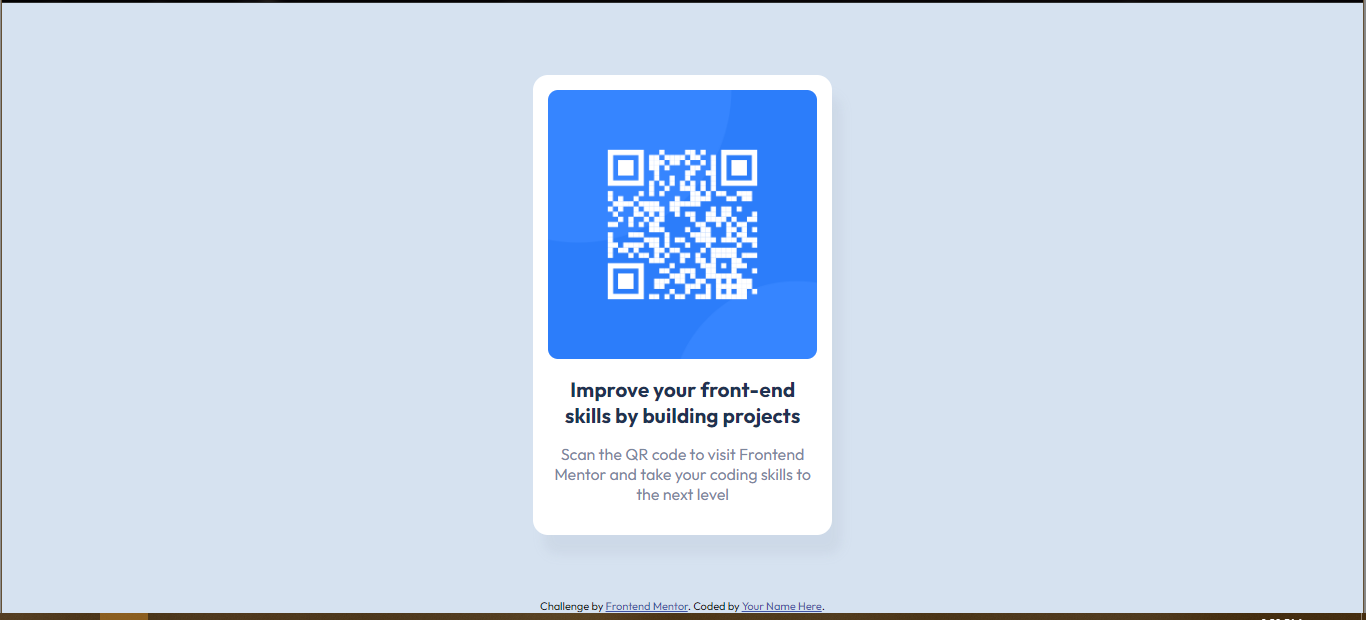 Improve your front-end
skills by building projects
Scan the QR code to visit Frontend
Mentor and take your coding skills to
the next level
Challenge by Frontend Mentor. Coded by Your Name Here.